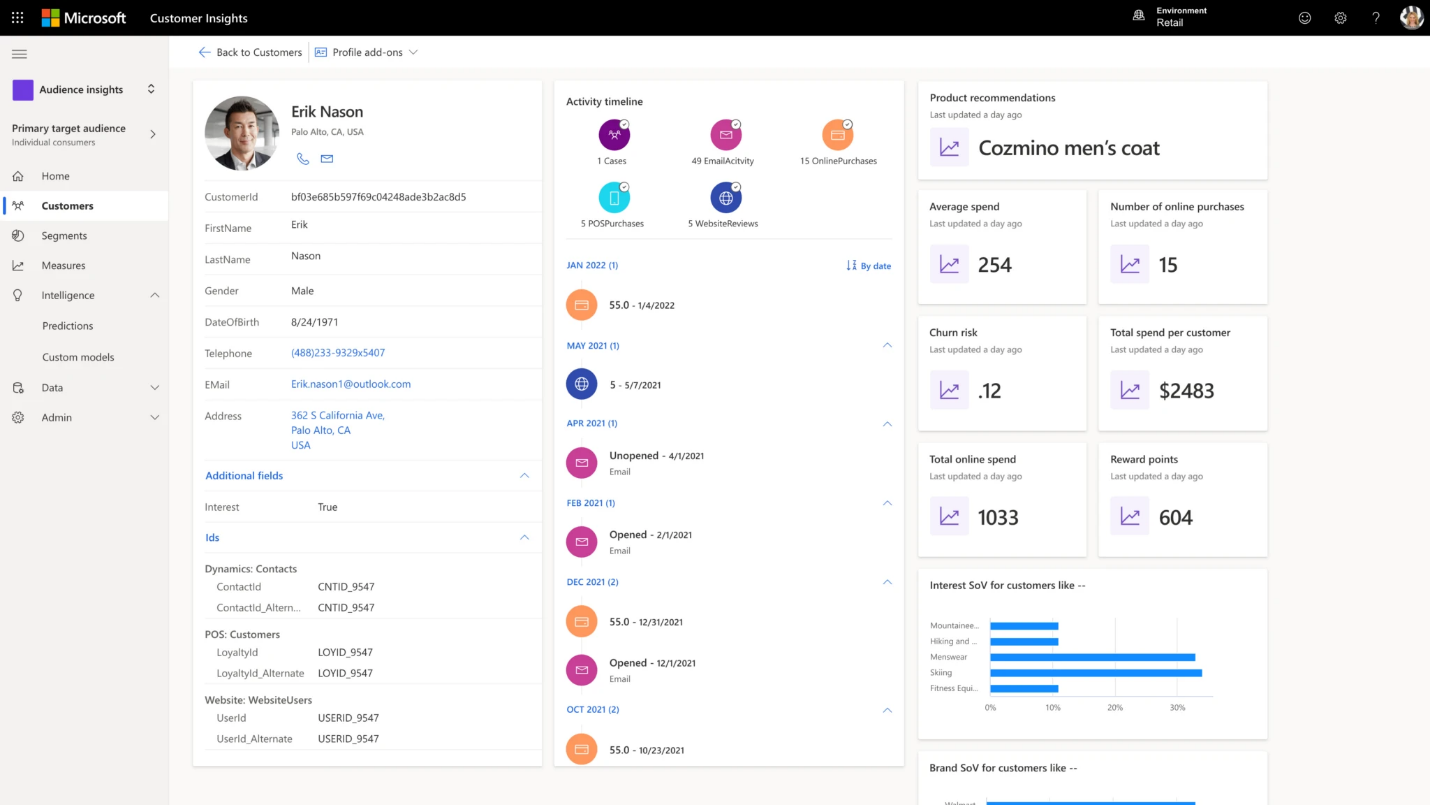 Microsoft
Customer Insights
Environment
Retail
?
Back to Customers
Profile add-ons
Audience insights
Primary target audience
Individual consumers
Home
Customers
Segments
Measures
Intelligence
Predictions
Custom models
Data
Admin
Erik Nason
Palo Alto, CA, USA
CustomerId bf03e685b597f69c04248ade3b2ac8d5
FirstName Erik
LastName Nason
Gender Male
DateOfBirth 8/24/1971
Telephone (488)233-9329x5407
EMail Erik.nason1@outlook.com
Address 362 S California Ave,
Palo Alto, CA
USA
Additional fields
Interest True
Ids
Dynamics: Contacts
ContactId CNTID_9547
ContactId_Altern... CNTID_9547
POS: Customers
LoyaltyId LOYID_9547
LoyaltyId_Alternate LOYID_9547
Website: WebsiteUsers
UserId USERID_9547
UserId_Alternate USERID_9547
Activity timeline
1 Cases
49 EmailAcitivity
15 OnlinePurchases
5 POSPurchases
5 WebsiteReviews
JAN 2022 (1)
By date
55.0 - 1/4/2022
MAY 2021 (1)
5 - 5/7/2021
APR 2021 (1)
Unopened - 4/1/2021
Email
FEB 2021 (1)
Opened - 2/1/2021
Email
DEC 2021 (2)
55.0 - 12/31/2021
Opened - 12/1/2021
Email
OCT 2021 (2)
55.0 - 10/23/2021
Product recommendations
Last updated a day ago
Cozmino men's coat
Average spend
Last updated a day ago
254
Number of online purchases
Last updated a day ago
15
Churn risk
Last updated a day ago
.12
Total spend per customer
Last updated a day ago
$2483
Total online spend
Last updated a day ago
1033
Reward points
Last updated a day ago
604
Interest SoV for customers like --
Mountainee...
Hiking and ...
Menswear
Skiing
Fitness Equi...
0% 10% 20% 30%
Brand SoV for customers like --